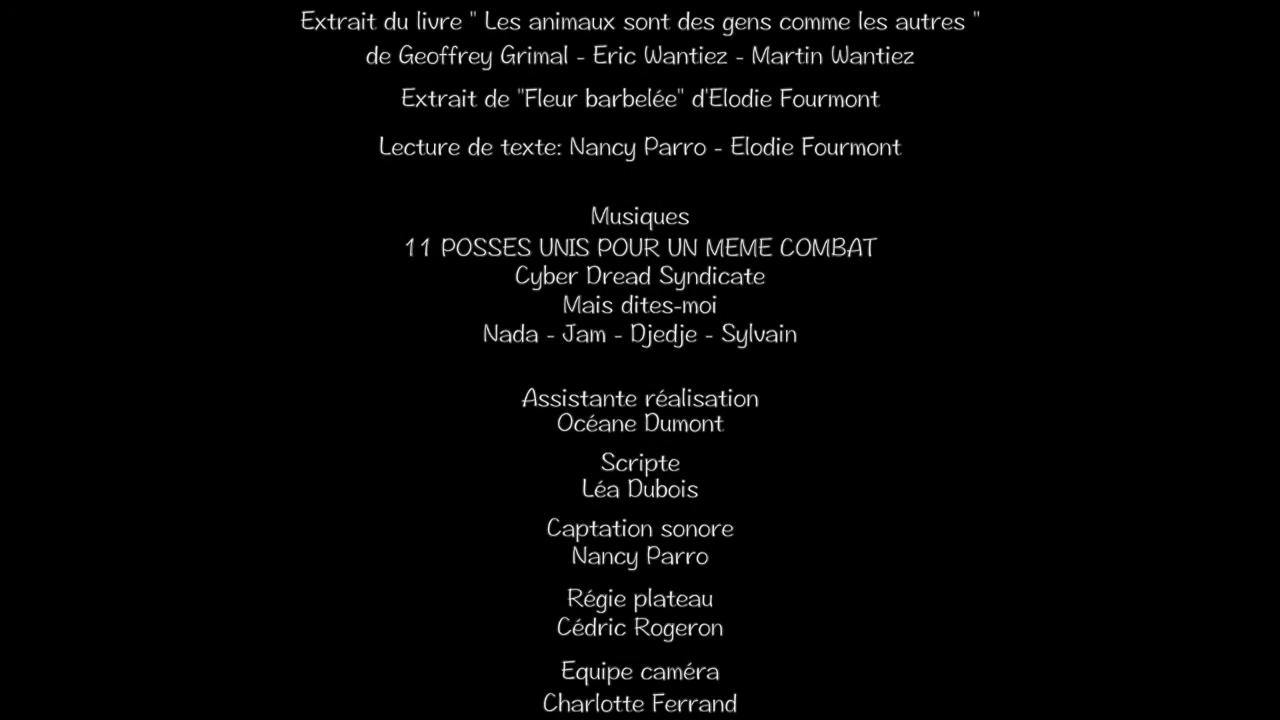 Extrait du livre " Les animaux sont des gens comme les autres "
de Geoffrey Grimal - Eric Wantiez - Martin Wantiez
Extrait de "Fleur barbelée" d'Elodie Fourmont
Lecture de texte: Nancy Parro - Elodie Fourmont
Musiques
11 POSSES UNIS POUR UN MEME COMBAT
Cyber Dread Syndicate
Mais dites-moi
Nada - Jam - Djedje - Sylvain
Assistante réalisation
Océane Dumont
Scripte
Léa Dubois
Captation sonore
Nancy Parro
Régie plateau
Cédric Rogeron
Equipe caméra
Charlotte Ferrand